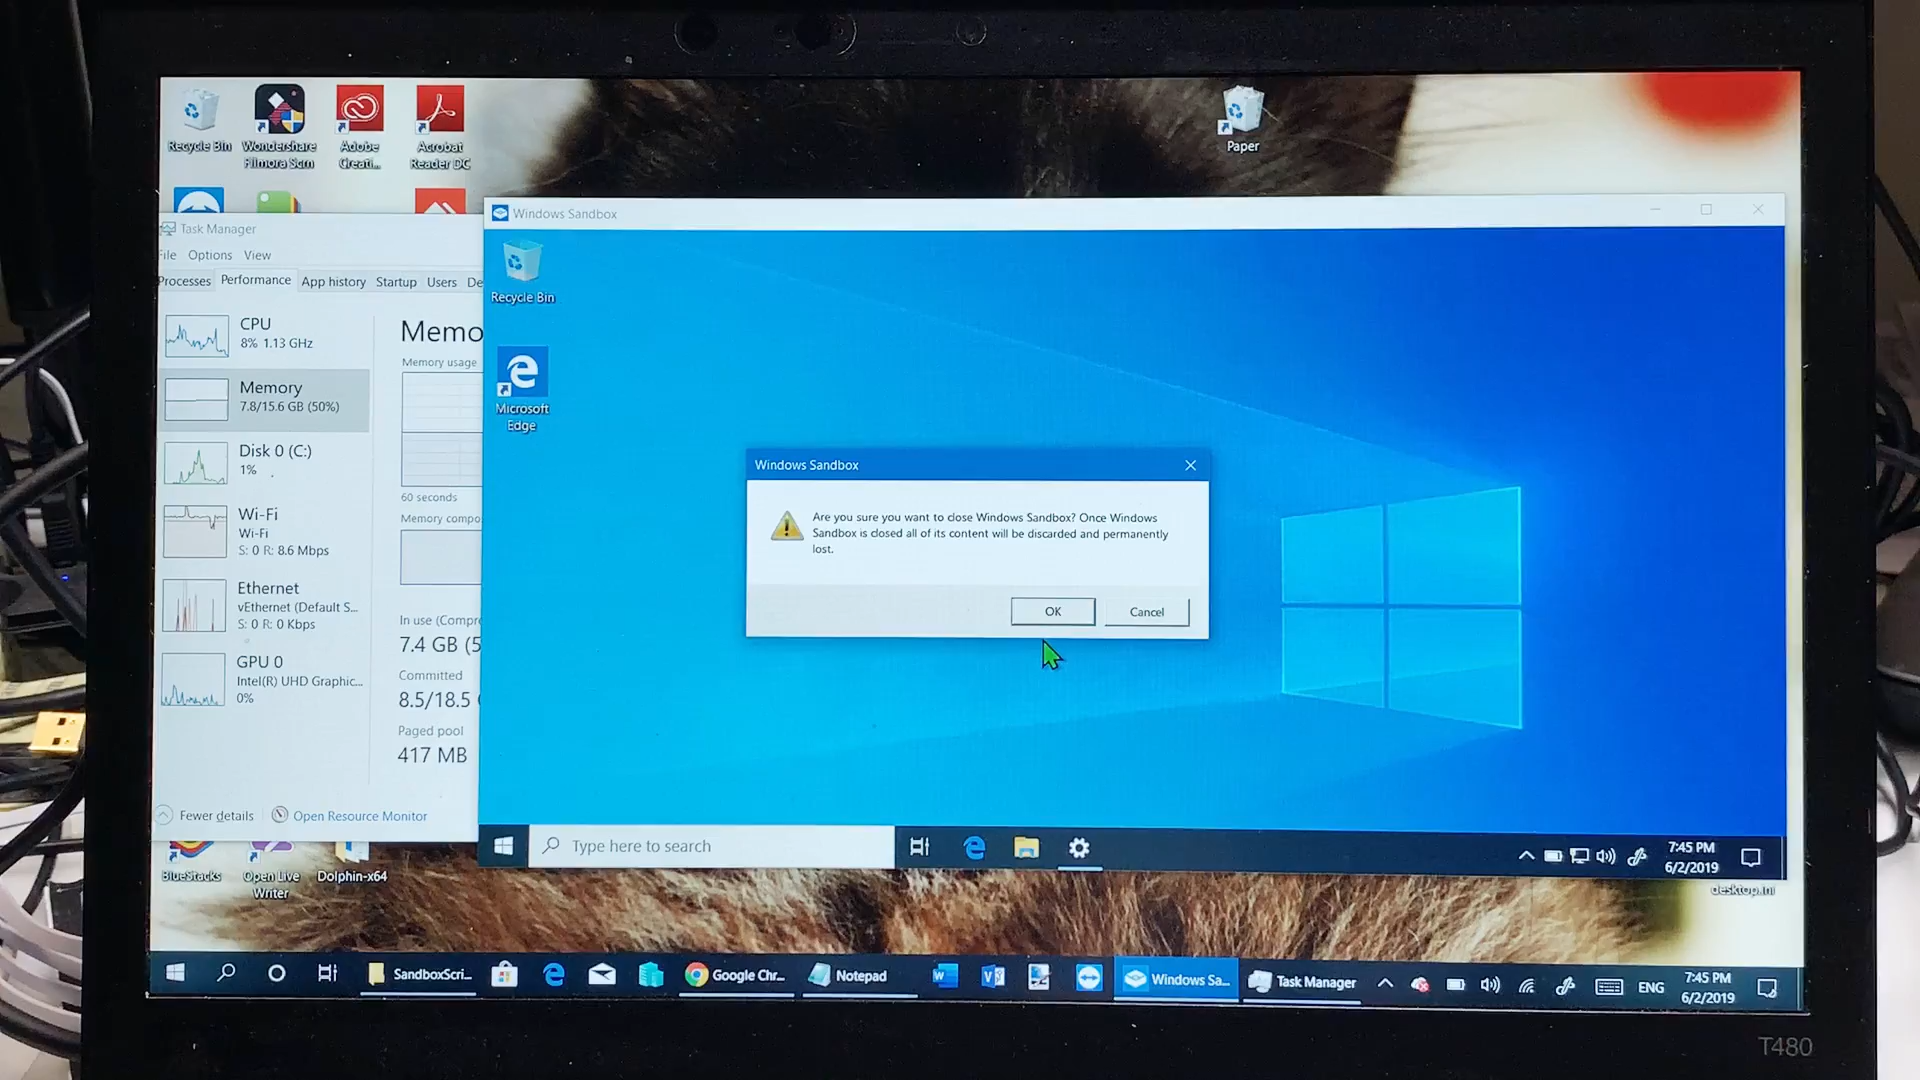 Recycle Bin
Wondershare
Filmora Scrn
Adobe
Creati...
Acrobat
Reader DC
Paper
Task Manager
File Options View
Processes Performance App history Startup Users De
CPU
8% 1.13 GHz
Memory
7.8/15.6 GB (50%)
Disk 0 (C:)
1%
Wi-Fi
Wi-Fi
S: 0 R: 8.6 Mbps
Ethernet
vEthernet (Default S...
S: 0 R: 0 Kbps
GPU 0
Intel(R) UHD Graphic...
0%
Memo
Memory usage
60 seconds
Memory compo
In use (Compr
7.4 GB (5
Committed
8.5/18.5
Paged pool
417 MB
Fewer details Open Resource Monitor
Windows Sandbox
Recycle Bin
Microsoft
Edge
Windows Sandbox
Are you sure you want to close Windows Sandbox? Once Windows
Sandbox is closed all of its content will be discarded and permanently
lost.
OK Cancel
Type here to search
7:45 PM
6/2/2019
BlueStacks
Open Live
Writer
Dolphin-x64
desktop.ini
SandboxScri...
Google Chr...
Notepad
Windows Sa...
Task Manager
ENG
7:45 PM
6/2/2019
T480